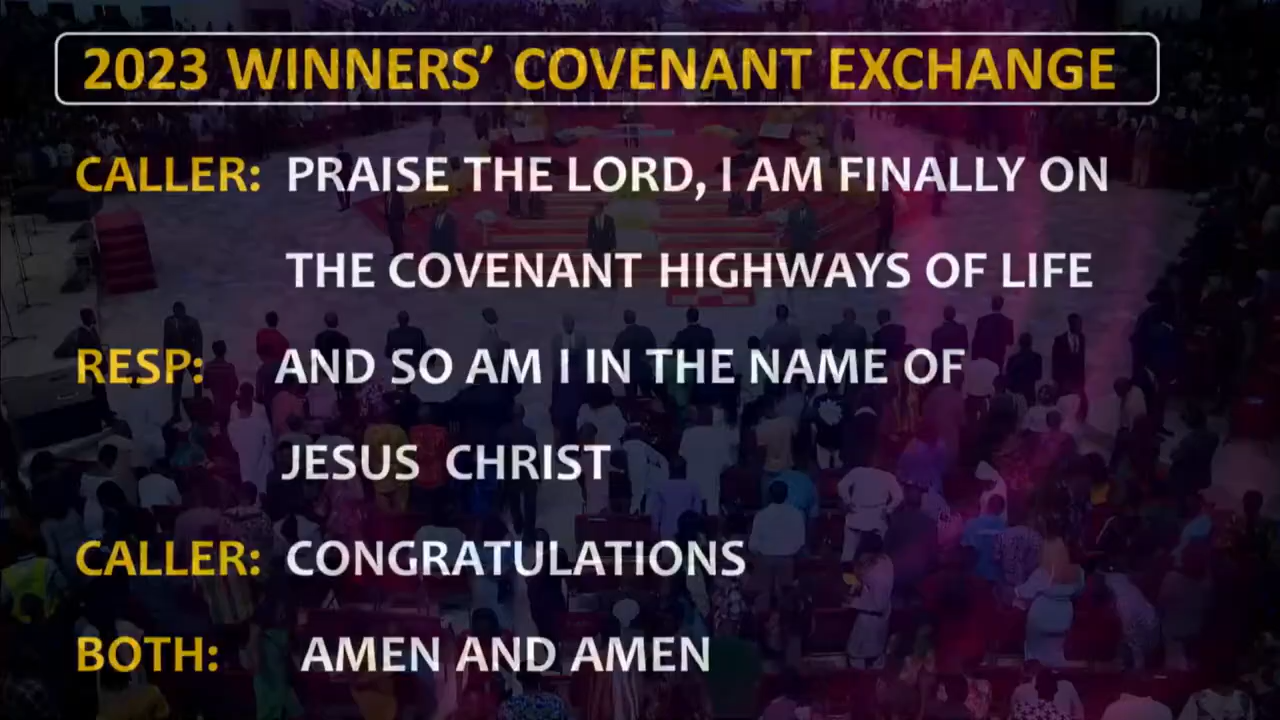 2023 WINNERS’ COVENANT EXCHANGE
CALLER: PRAISE THE LORD, I AM FINALLY ON
THE COVENANT HIGHWAYS OF LIFE
RESP: AND SO AM I IN THE NAME OF
JESUS CHRIST
CALLER: CONGRATULATIONS
BOTH: AMEN AND AMEN